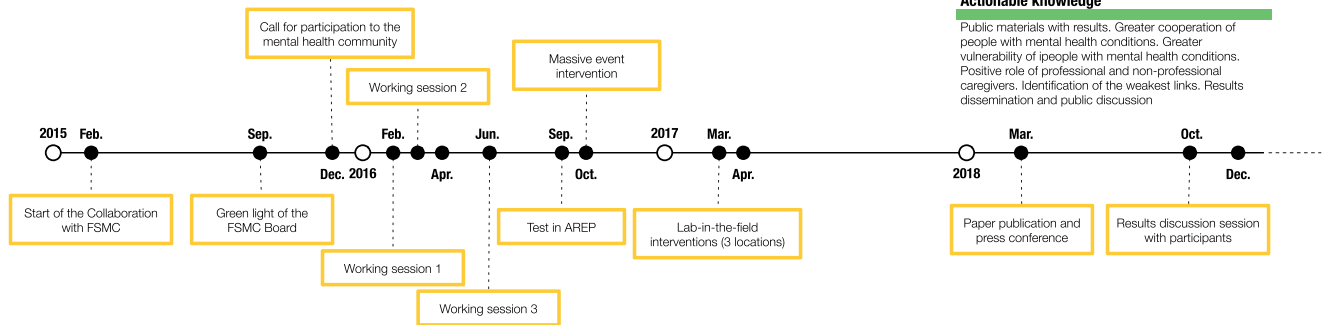 Actionable knowledge
Public materials with results. Greater cooperation of
people with mental health conditions. Greater
vulnerability of ipeople with mental health conditions.
Positive role of professional and non-professional
caregivers. Identification of the weakest links. Results
dissemination and public discussion
Call for participation to the
mental health community
Massive event
intervention
Working session 2
2015 Feb.
Sep.
Feb.
Jun.
Sep.
2017 Mar.
Mar.
Oct.
Dec. 2016
Apr.
Oct.
Apr.
2018
Dec.
Start of the Collaboration
with FSMC
Green light of the
FSMC Board
Test in AREP
Lab-in-the-field
interventions (3 locations)
Paper publication and
press conference
Results discussion session
with participants
Working session 1
Working session 3